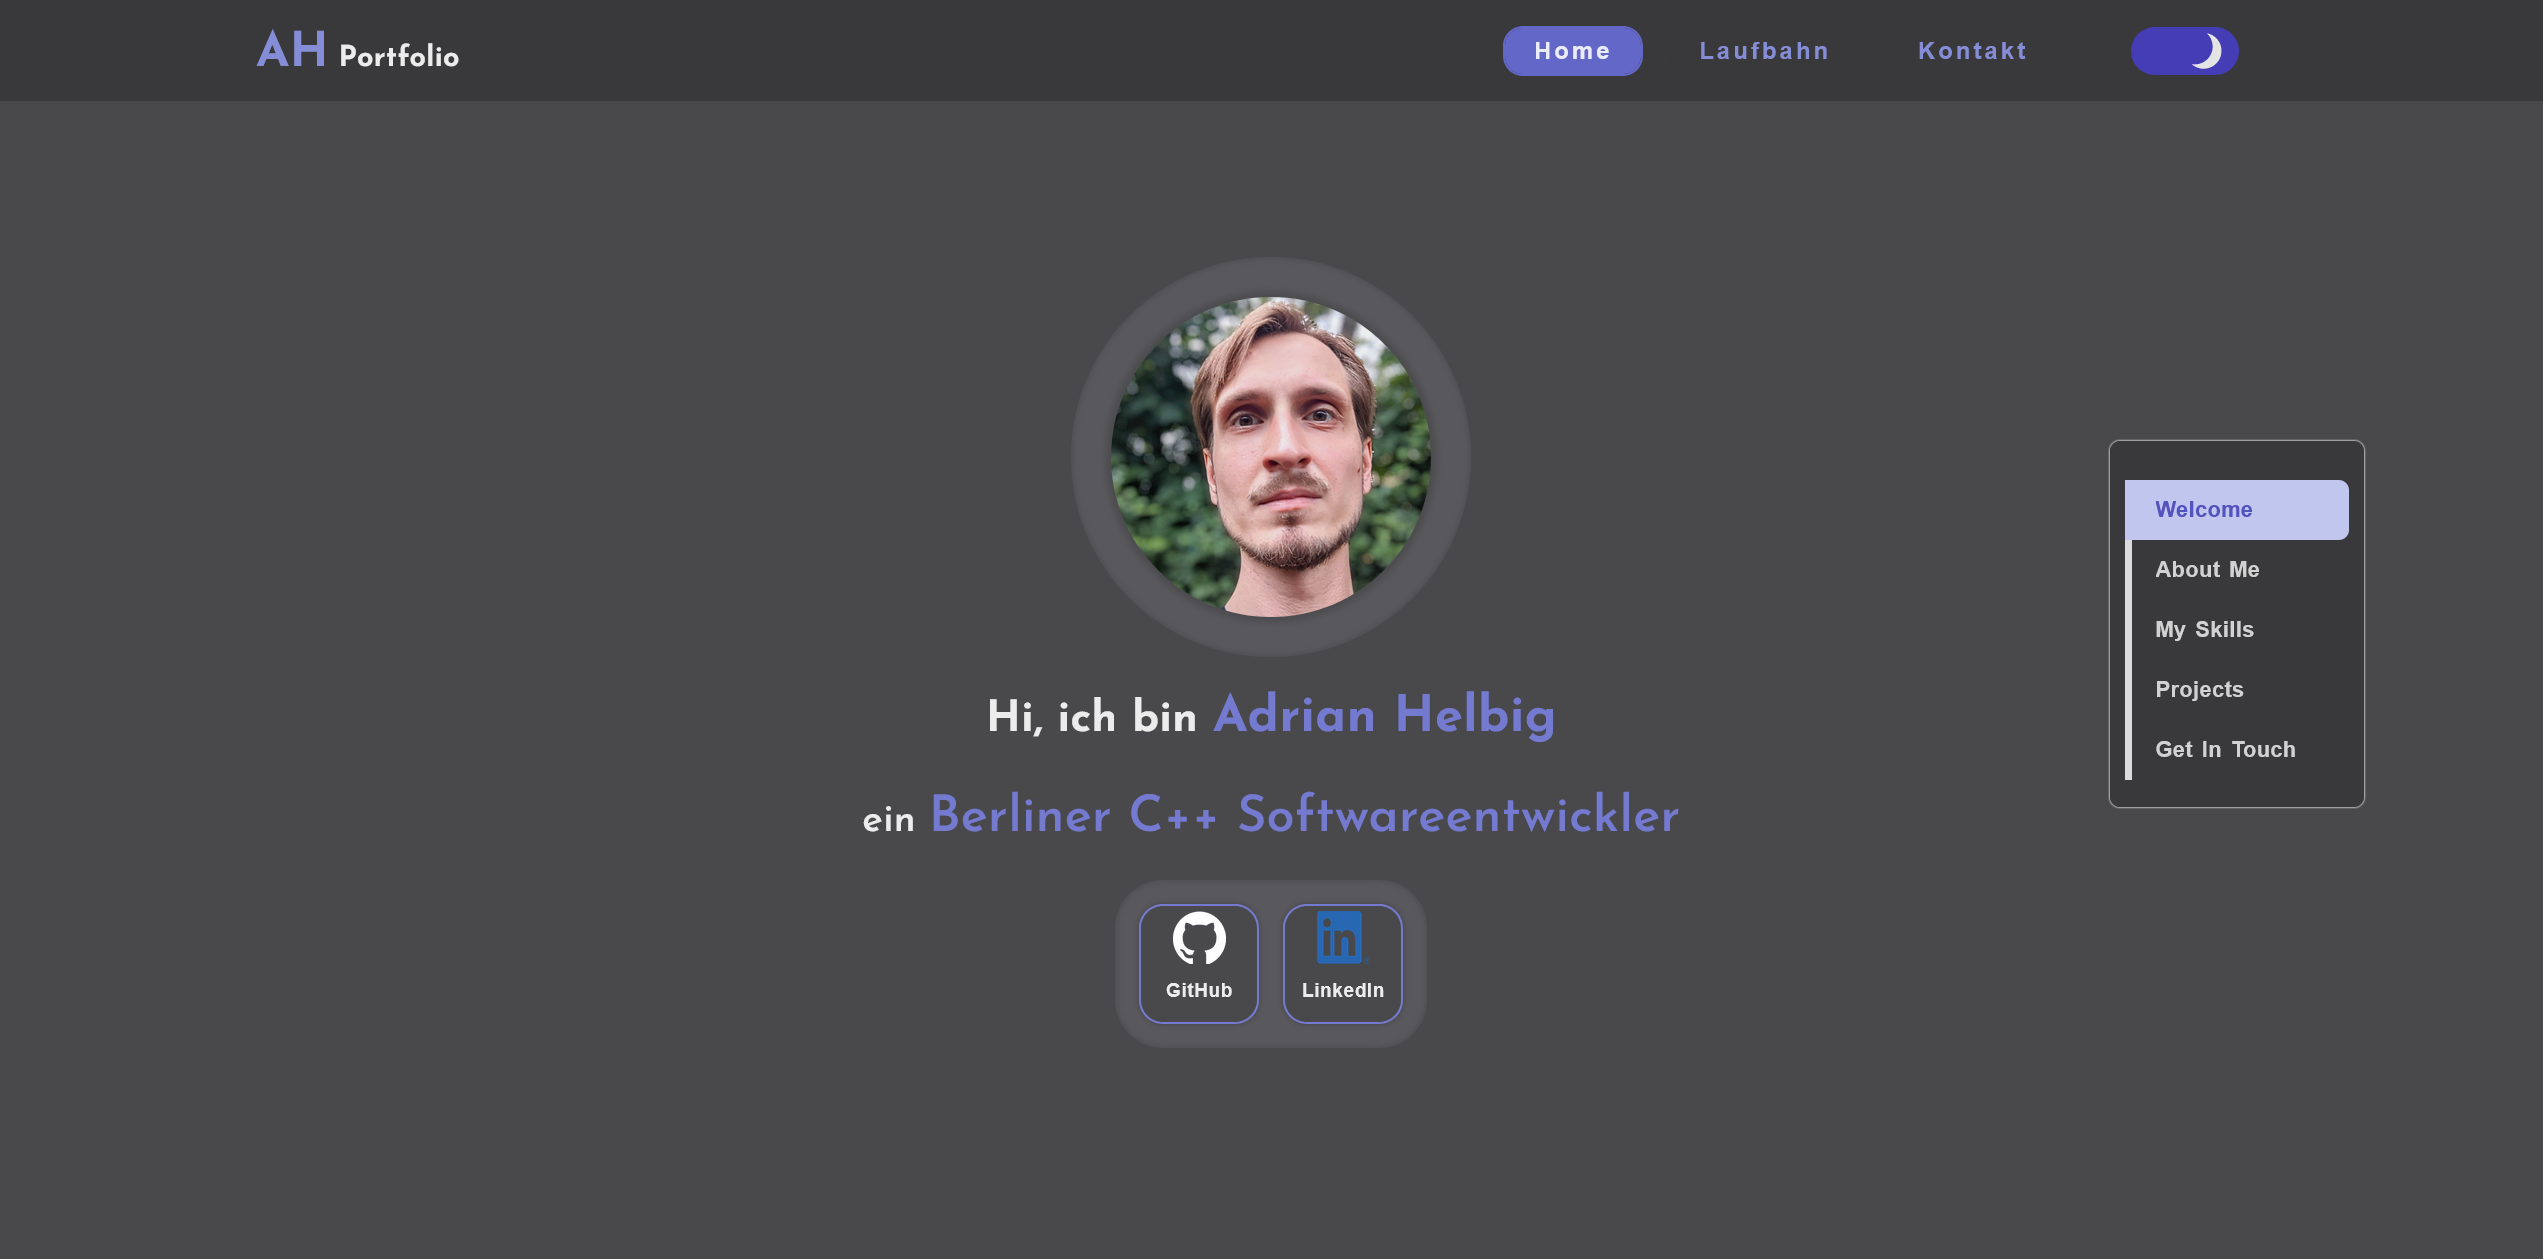 AH Portfolio
Home
Laufbahn
Kontakt
Hi, ich bin Adrian Helbig
ein Berliner C++ Softwareentwickler
in
GitHub
LinkedIn
Welcome
About Me
My Skills
Projects
Get In Touch